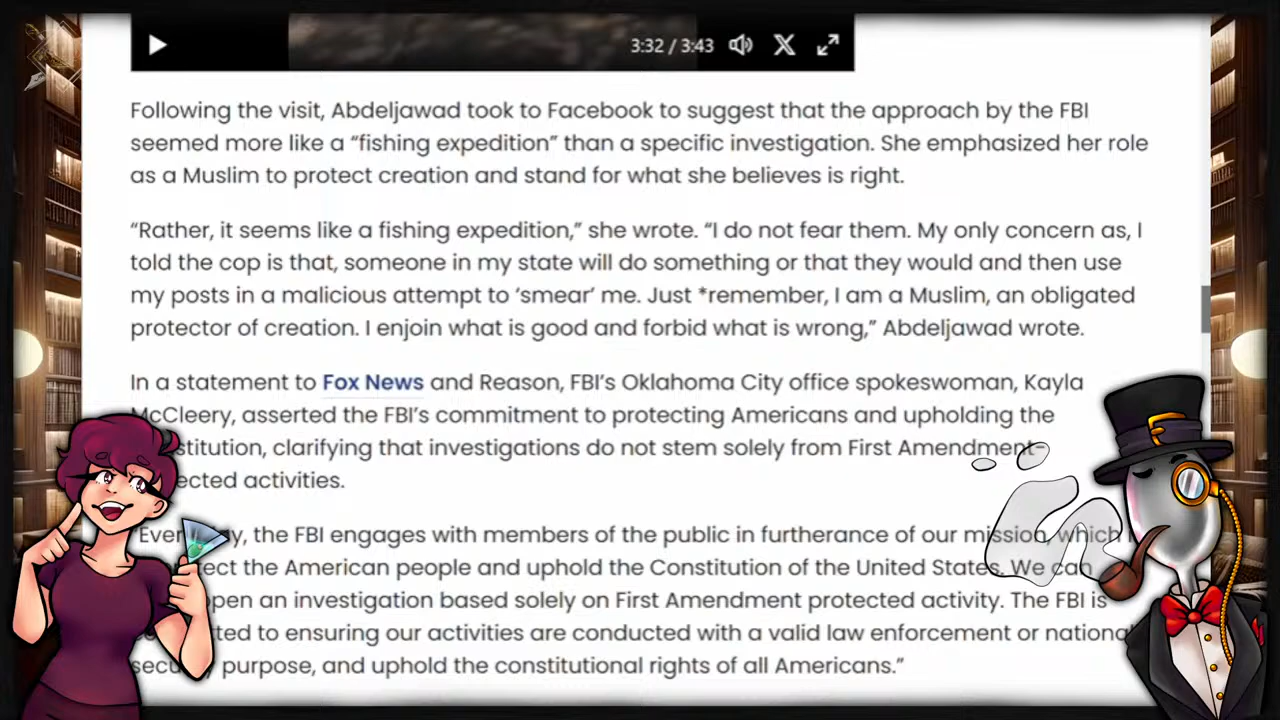 3:32 / 3:43
Following the visit, Abdeljawad took to Facebook to suggest that the approach by the FBI
seemed more like a “fishing expedition” than a specific investigation. She emphasized her role
as a Muslim to protect creation and stand for what she believes is right.
“Rather, it seems like a fishing expedition,” she wrote. “I do not fear them. My only concern as, I
told the cop is that, someone in my state will do something or that they would and then use
my posts in a malicious attempt to ‘smear’ me. Just *remember, I am a Muslim, an obligated
protector of creation. I enjoin what is good and forbid what is wrong,” Abdeljawad wrote.
In a statement to Fox News and Reason, FBI’s Oklahoma City office spokeswoman, Kayla
McCleery, asserted the FBI’s commitment to protecting Americans and upholding the
stitution, clarifying that investigations do not stem solely from First Amendment-
ected activities.
the FBI engages with members of the public in furtherance of our mission, which
ect the American people and uphold the Constitution of the United States. We can
pen an investigation based solely on First Amendment protected activity. The FBI is
ted to ensuring our activities are conducted with a valid law enforcement or national
purpose, and uphold the constitutional rights of all Americans.”